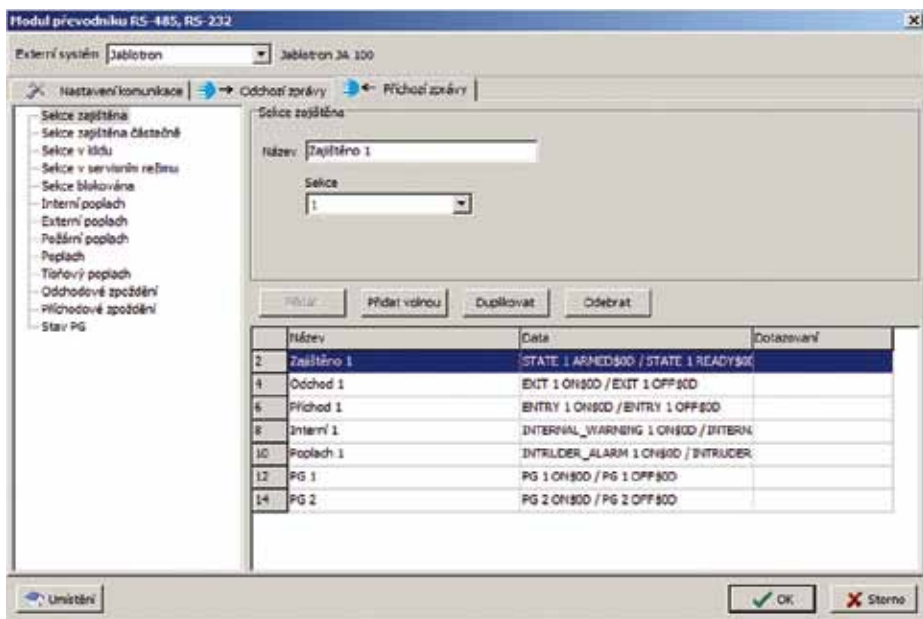 Modul převodníku RS-485, RS-232
Externí systém Jablotron Jablotron JA 100
Nastavení komunikace Odchozí zprávy Příchozí zprávy
Sekce zajištěna
Sekce zajištěna částečně
Sekce v klidu
Sekce v servisním režimu
Sekce blokována
Interní poplach
Externí poplach
Požární poplach
Poplach
Tísňový poplach
Odchodové zpoždění
Příchodové zpoždění
Stav PG
Sekce zajištěna
Název Zajištěno 1
Sekce
1
Přidat Přidat volnou Duplikovat Odebrat
Název Data Dotazovaní
2 Zajištěno 1 STATE 1 ARMED$0D / STATE 1 READY$0D
4 Odchod 1 EXIT 1 ON$0D / EXIT 1 OFF$0D
6 Příchod 1 ENTRY 1 ON$0D / ENTRY 1 OFF$0D
8 Interní 1 INTERNAL_WARNING 1 ON$0D / INTERN
10 Poplach 1 INTRUDER_ALARM 1 ON$0D / INTRUDER
12 PG 1 PG 1 ON$0D / PG 1 OFF$0D
14 PG 2 PG 2 ON$0D / PG 2 OFF$0D
Umístění OK Storno